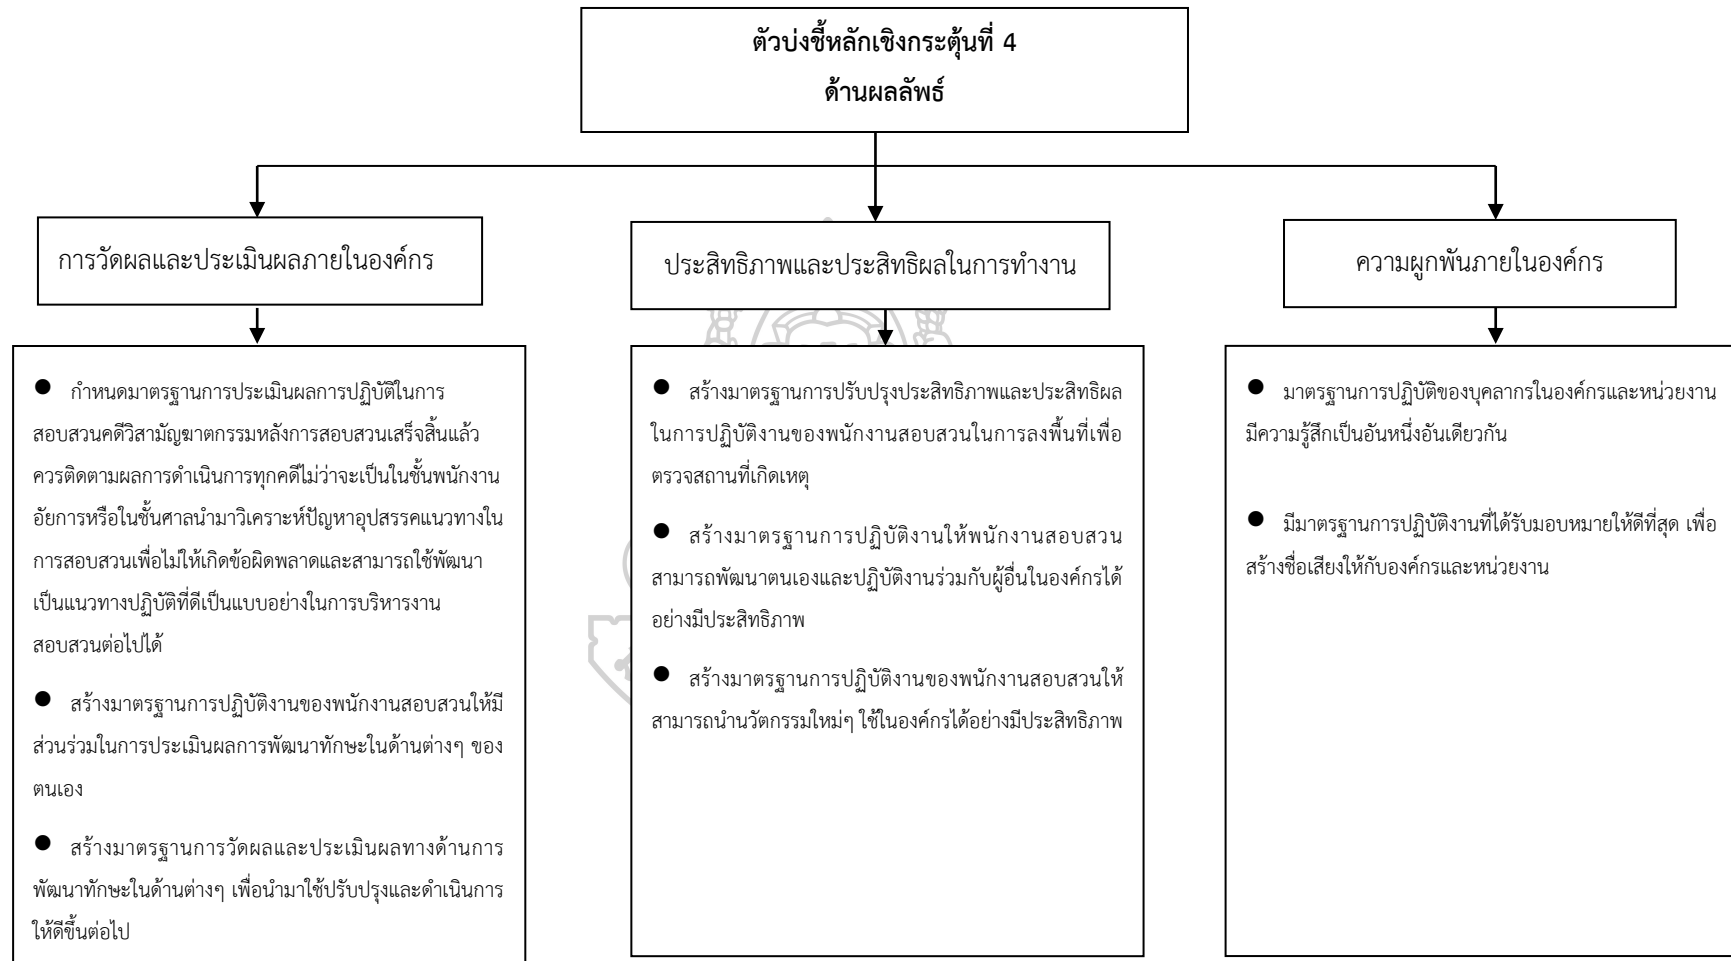 ตัวบ่งชี้หลักเชิงกระตุ้นที่ 4
ด้านผลลัพธ์
การวัดผลและประเมินผลภายในองค์กร
ประสิทธิภาพและประสิทธิผลในการทำงาน
ความผูกพันภายในองค์กร
● กำหนดมาตรฐานการประเมินผลการปฏิบัติในการ
สอบสวนคดีวิสามัญฆาตกรรมหลังการสอบสวนเสร็จสิ้นแล้ว
ควรติดตามผลการดำเนินการทุกคดีไม่ว่าจะเป็นในชั้นพนักงาน
อัยการหรือในชั้นศาลนำมาวิเคราะห์ปัญหาอุปสรรคแนวทางใน
การสอบสวนเพื่อไม่ให้เกิดข้อผิดพลาดและสามารถใช้พัฒนา
เป็นแนวทางปฏิบัติที่ดีเป็นแบบอย่างในการบริหารงาน
สอบสวนต่อไปได้
● สร้างมาตรฐานการปฏิบัติงานของพนักงานสอบสวนให้มี
ส่วนร่วมในการประเมินผลการพัฒนาทักษะในด้านต่างๆ ของ
ตนเอง
● สร้างมาตรฐานการวัดผลและประเมินผลทางด้านการ
พัฒนาทักษะในด้านต่างๆ เพื่อนำมาใช้ปรับปรุงและดำเนินการ
ให้ดีขึ้นต่อไป
● สร้างมาตรฐานการปรับปรุงประสิทธิภาพและประสิทธิผล
ในการปฏิบัติงานของพนักงานสอบสวนในการลงพื้นที่เพื่อ
ตรวจสถานที่เกิดเหตุ
● สร้างมาตรฐานการปฏิบัติงานให้พนักงานสอบสวน
สามารถพัฒนาตนเองและปฏิบัติงานร่วมกับผู้อื่นในองค์กรได้
อย่างมีประสิทธิภาพ
● สร้างมาตรฐานการปฏิบัติงานของพนักงานสอบสวนให้
สามารถนำนวัตกรรมใหม่ๆ ใช้ในองค์กรได้อย่างมีประสิทธิภาพ
● มาตรฐานการปฏิบัติของบุคลากรในองค์กรและหน่วยงาน
มีความรู้สึกเป็นอันหนึ่งอันเดียวกัน
● มีมาตรฐานการปฏิบัติงานที่ได้รับมอบหมายให้ดีที่สุด เพื่อ
สร้างชื่อเสียงให้กับองค์กรและหน่วยงาน